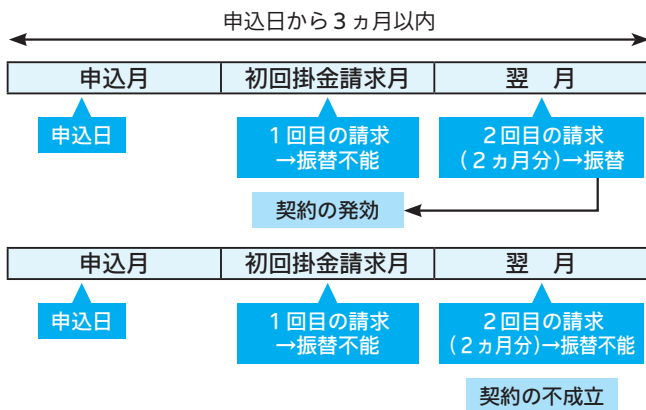 申込日から３ヵ月以内
申込月 初回掛金請求月 翌　月
申込日
１回目の請求
→振替不能
２回目の請求
(２ヵ月分)→振替
契約の発効
申込月 初回掛金請求月 翌　月
申込日
１回目の請求
→振替不能
２回目の請求
(２ヵ月分)→振替不能
契約の不成立